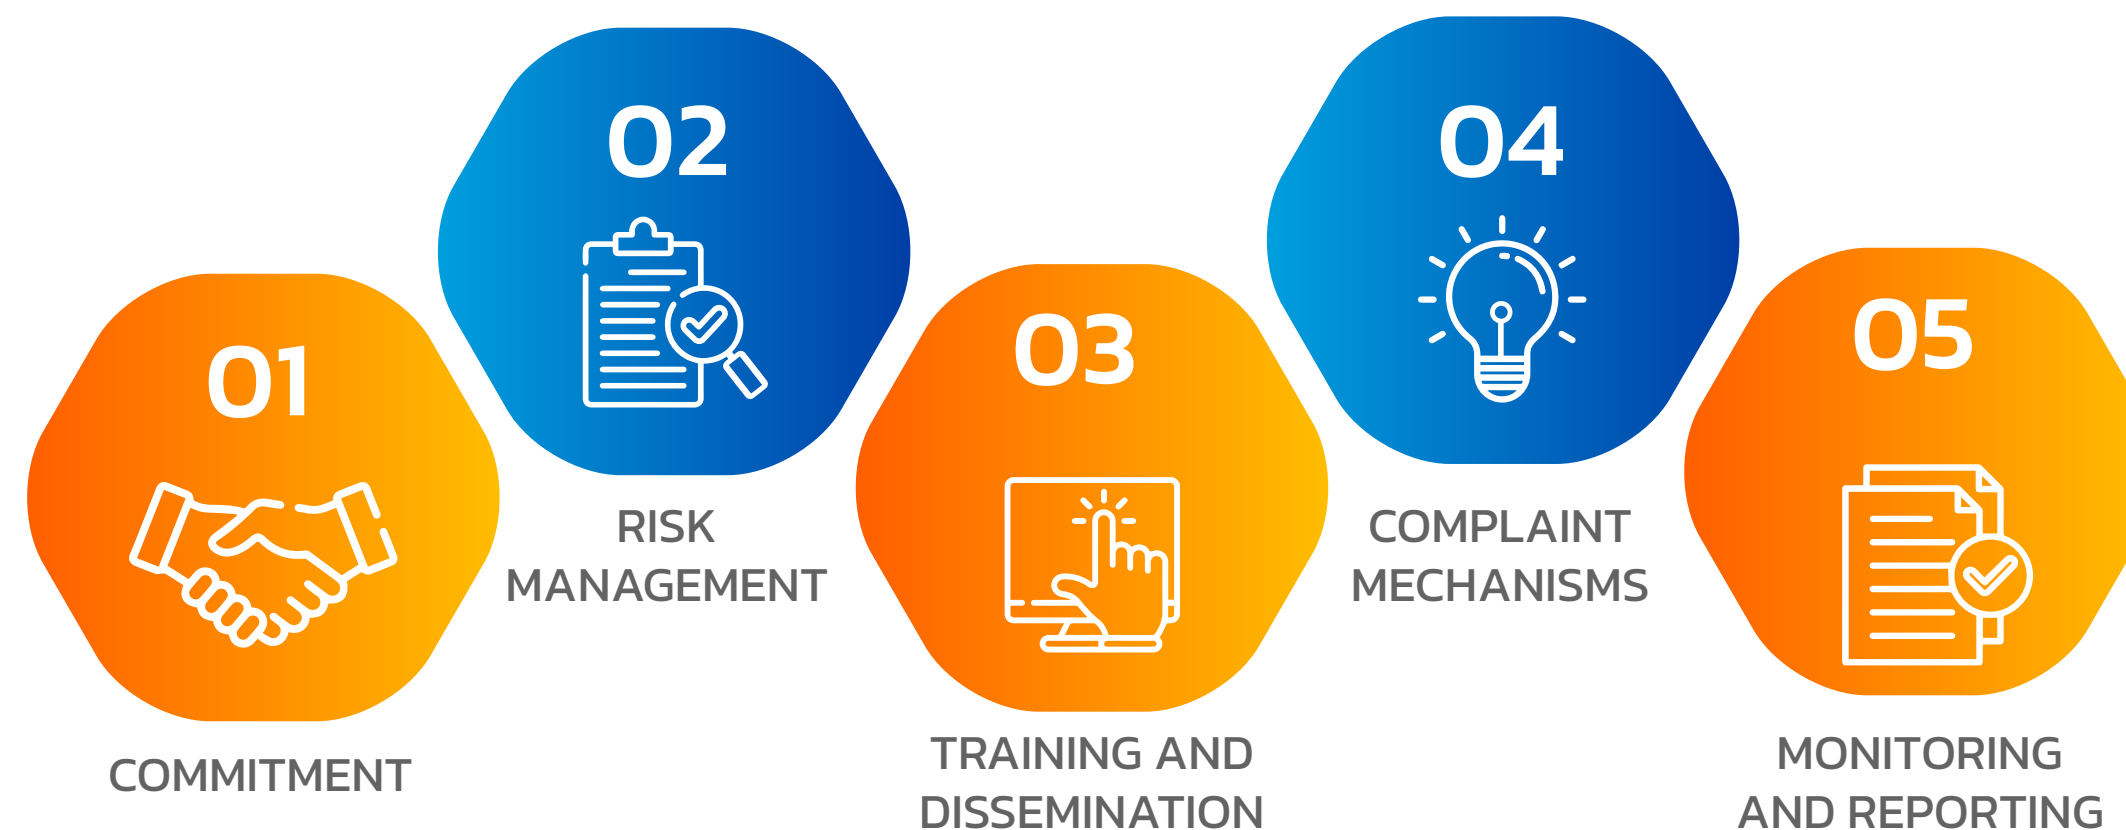 01
COMMITMENT
02
RISK
MANAGEMENT
03
TRAINING AND
DISSEMINATION
04
COMPLAINT
MECHANISMS
05
MONITORING
AND REPORTING